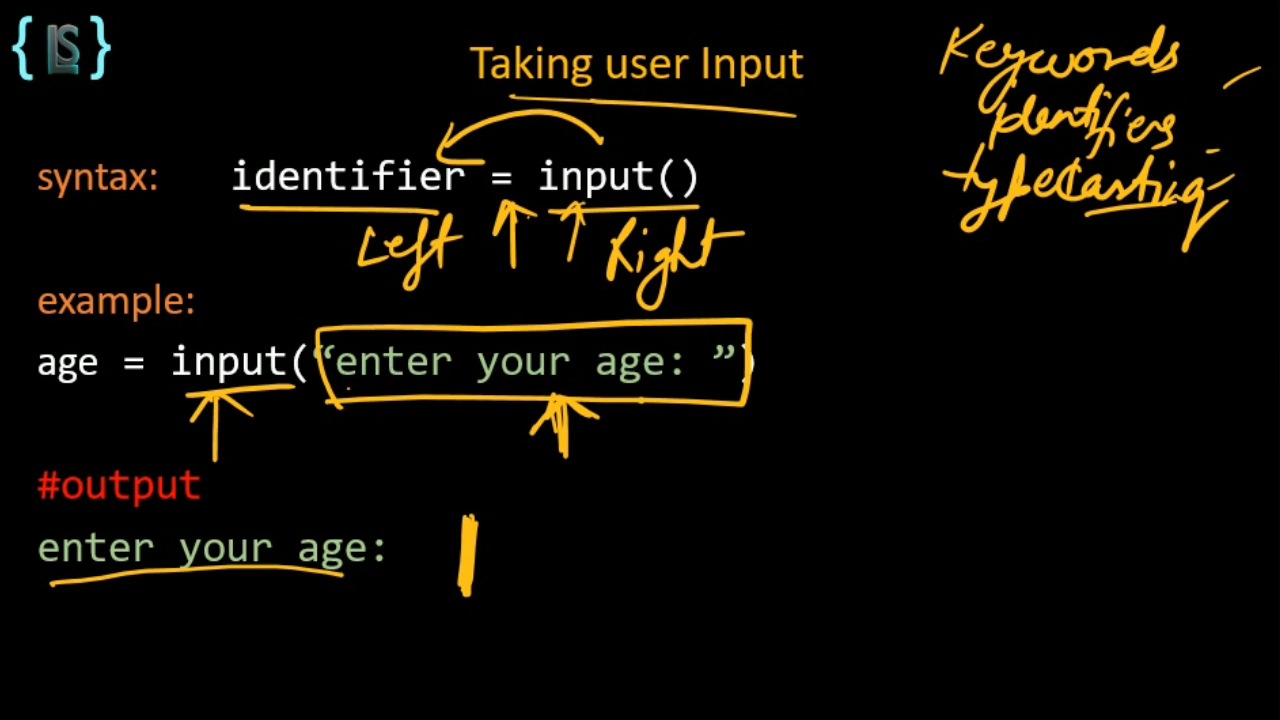 {LS}
Taking user Input
Keywords
identifiers
typeCasting
syntax: identifier = input()
Left Right
example:
age = input(“enter your age: ”)
#output
enter your age: